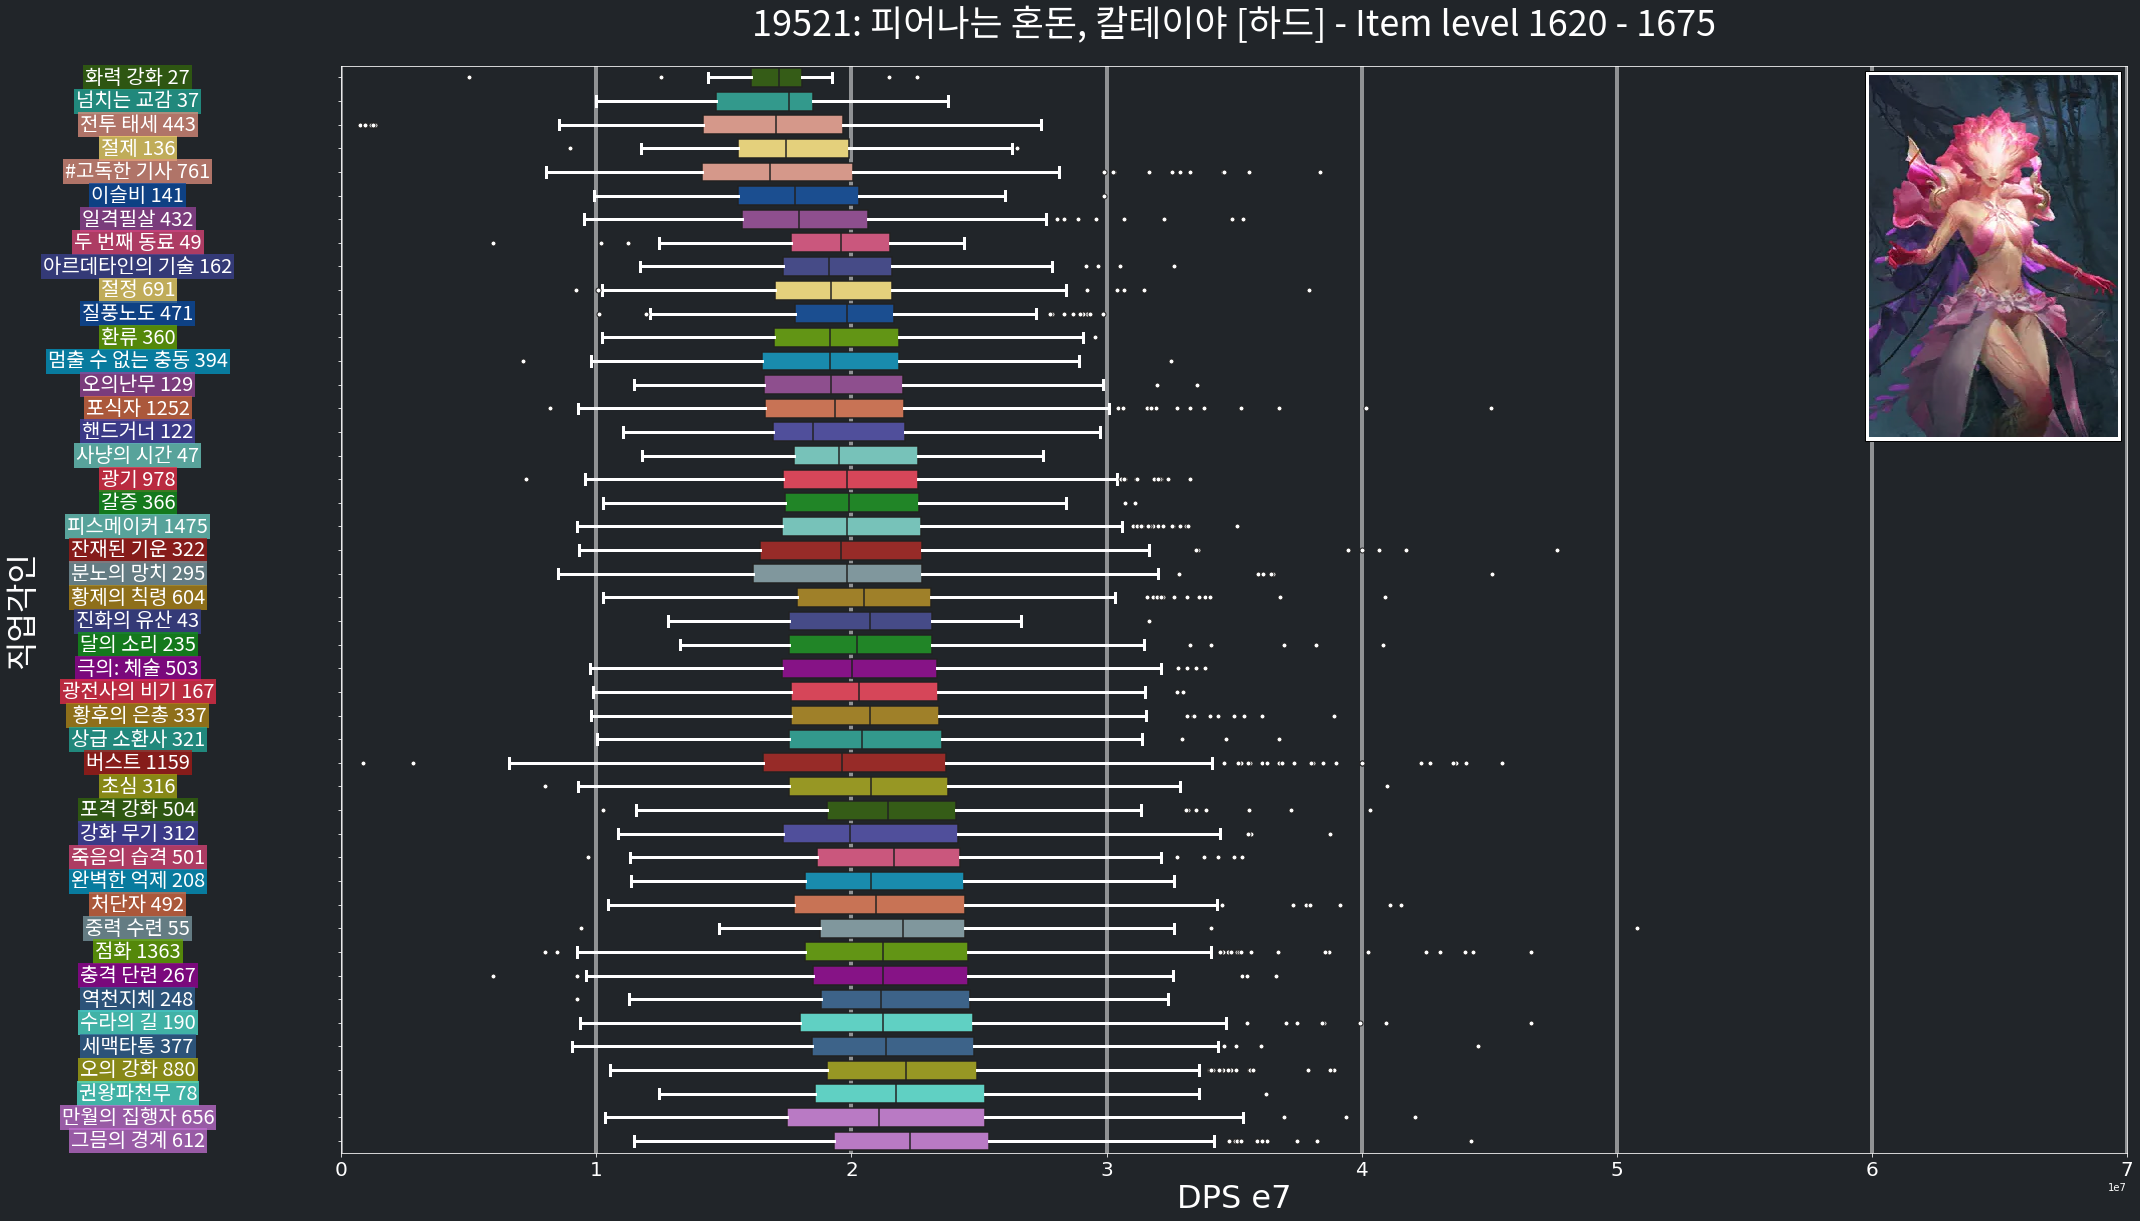 19521: 피어나는 혼돈, 칼테이야 [하드] - Item level 1620 - 1675
화력 강화 27
넘치는 교감 37
전투 태세 443
절제 136
#고독한 기사 761
이슬비 141
일격필살 432
두 번째 동료 49
아르데타인의 기술 162
절정 691
질풍노도 471
환류 360
멈출 수 없는 충동 394
오의난무 129
포식자 1252
핸드거너 122
사냥의 시간 47
광기 978
갈증 366
피스메이커 1475
잔재된 기운 322
분노의 망치 295
황제의 칙령 604
진화의 유산 43
달의 소리 235
극의: 체술 503
광전사의 비기 167
황후의 은총 337
상급 소환사 321
버스트 1159
초심 316
포격 강화 504
강화 무기 312
죽음의 습격 501
완벽한 억제 208
처단자 492
중력 수련 55
점화 1363
충격 단련 267
역천지체 248
수라의 길 190
세맥타통 377
오의 강화 880
권왕파천무 78
만월의 집행자 656
그믐의 경계 612
직업각인
0 1 2 3 4 5 6 7
1e7
DPS e7